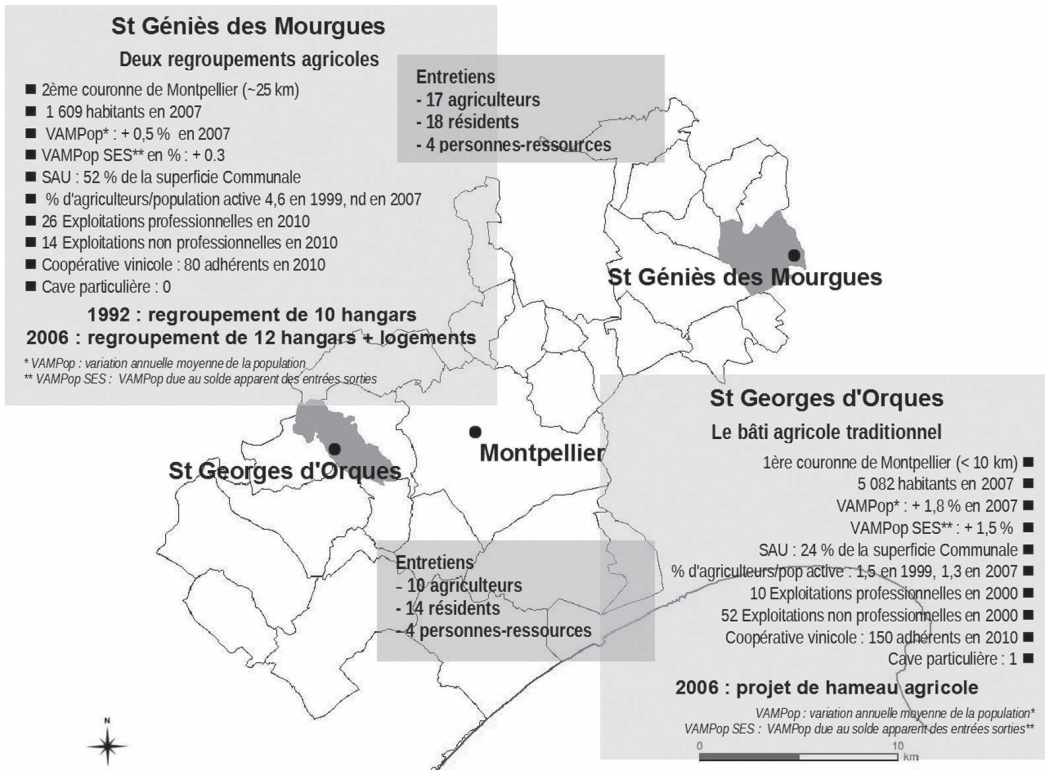 St Géniès des Mourgues
Deux regroupements agricoles
■ 2ème couronne de Montpellier (~25 km)
■ 1 609 habitants en 2007
■ VAMPop* : + 0,5 % en 2007
■ VAMPop SES** en % : + 0.3
■ SAU : 52 % de la superficie Communale
■ % d'agriculteurs/population active 4,6 en 1999, nd en 2007
■ 26 Exploitations professionnelles en 2010
■ 14 Exploitations non professionnelles en 2010
■ Coopérative vinicole : 80 adhérents en 2010
■ Cave particulière : 0
1992 : regroupement de 10 hangars
2006 : regroupement de 12 hangars + logements
* VAMPop : variation annuelle moyenne de la population
** VAMPop SES : VAMPop due au solde apparent des entrées sorties
Entretiens
- 17 agriculteurs
- 18 résidents
- 4 personnes-ressources
St Géniès des Mourgues
Montpellier
St Georges d'Orques
Entretiens
- 10 agriculteurs
- 14 résidents
- 4 personnes-ressources
St Georges d'Orques
Le bâti agricole traditionnel
1ère couronne de Montpellier (< 10 km) ■
5 082 habitants en 2007 ■
VAMPop* : + 1,8 % en 2007 ■
VAMPop SES** : + 1,5 % ■
SAU : 24 % de la superficie Communale ■
% d'agriculteurs/pop active : 1,5 en 1999, 1,3 en 2007 ■
10 Exploitations professionnelles en 2000 ■
52 Exploitations non professionnelles en 2000 ■
Coopérative vinicole : 150 adhérents en 2010 ■
Cave particulière : 1 ■
2006 : projet de hameau agricole
VAMPop : variation annuelle moyenne de la population*
VAMPop SES : VAMPop due au solde apparent des entrées sorties**
N
0 10
km